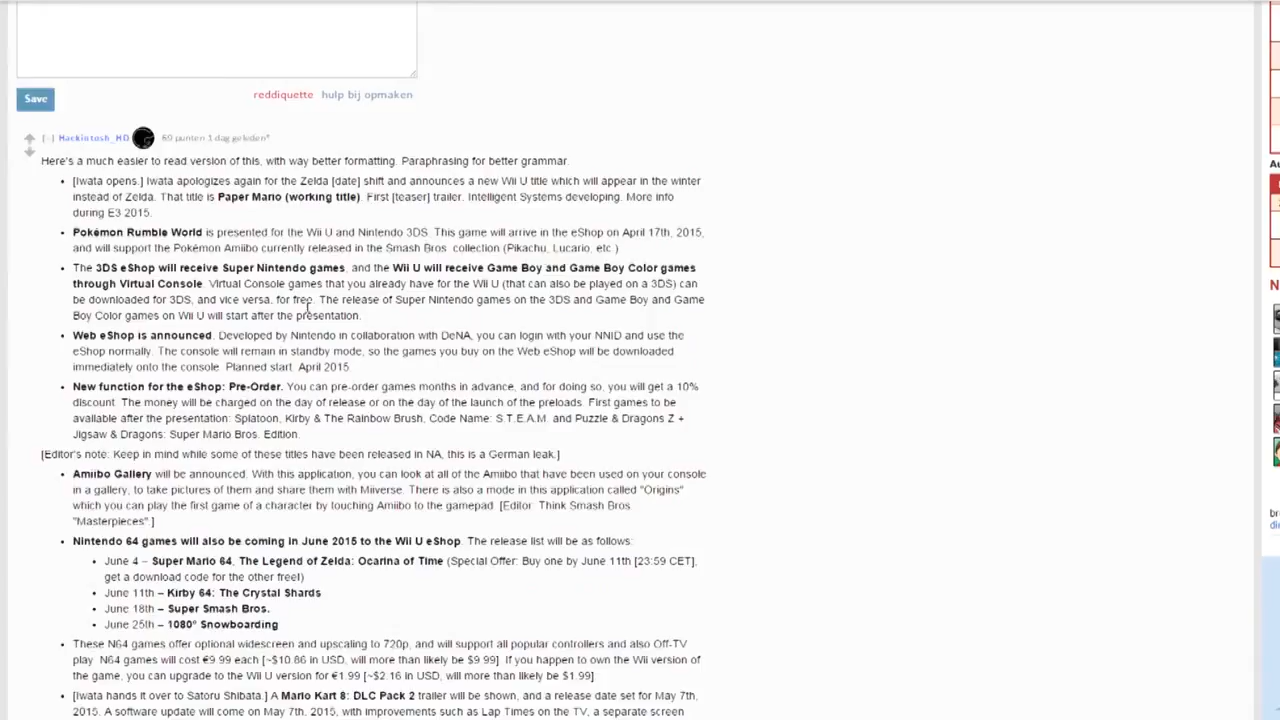 Save
reddiquette hulp bij opmaken
[-] Hackintosh_HD 69 punten 1 dag geleden*
Here's a much easier to read version of this, with way better formatting. Paraphrasing for better grammar.
• [Iwata opens.] Iwata apologizes again for the Zelda [date] shift and announces a new Wii U title which will appear in the winter
instead of Zelda. That title is Paper Mario (working title). First [teaser] trailer. Intelligent Systems developing. More info
during E3 2015.
• Pokémon Rumble World is presented for the Wii U and Nintendo 3DS. This game will arrive in the eShop on April 17th, 2015,
and will support the Pokémon Amiibo currently released in the Smash Bros. collection (Pikachu, Lucario, etc.)
• The 3DS eShop will receive Super Nintendo games, and the Wii U will receive Game Boy and Game Boy Color games
through Virtual Console. Virtual Console games that you already have for the Wii U (that can also be played on a 3DS) can
be downloaded for 3DS, and vice versa, for free. The release of Super Nintendo games on the 3DS and Game Boy and Game
Boy Color games on Wii U will start after the presentation.
• Web eShop is announced. Developed by Nintendo in collaboration with DeNA, you can login with your NNID and use the
eShop normally. The console will remain in standby mode, so the games you buy on the Web eShop will be downloaded
immediately onto the console. Planned start: April 2015.
• New function for the eShop: Pre-Order. You can pre-order games months in advance, and for doing so, you will get a 10%
discount. The money will be charged on the day of release or on the day of the launch of the preloads. First games to be
available after the presentation: Splatoon, Kirby & The Rainbow Brush, Code Name: S.T.E.A.M. and Puzzle & Dragons Z +
Jigsaw & Dragons: Super Mario Bros. Edition.
[Editor's note: Keep in mind while some of these titles have been released in NA, this is a German leak.]
• Amiibo Gallery will be announced. With this application, you can look at all of the Amiibo that have been used on your console
in a gallery, to take pictures of them and share them with Miiverse. There is also a mode in this application called "Origins"
which you can play the first game of a character by touching Amiibo to the gamepad. [Editor: Think Smash Bros.
"Masterpieces".]
• Nintendo 64 games will also be coming in June 2015 to the Wii U eShop. The release list will be as follows:
• June 4 – Super Mario 64, The Legend of Zelda: Ocarina of Time (Special Offer: Buy one by June 11th [23:59 CET],
get a download code for the other free!)
• June 11th – Kirby 64: The Crystal Shards
• June 18th – Super Smash Bros.
• June 25th – 1080° Snowboarding
• These N64 games offer optional widescreen and upscaling to 720p, and will support all popular controllers and also Off-TV
play. N64 games will cost €9.99 each [~$10.86 in USD, will more than likely be $9.99]. If you happen to own the Wii version of
the game, you can upgrade to the Wii U version for €1.99 [~$2.16 in USD, will more than likely be $1.99]
• [Iwata hands it over to Satoru Shibata.] A Mario Kart 8: DLC Pack 2 trailer will be shown, and a release date set for May 7th,
2015. A software update will come on May 7th, 2015, with improvements such as Lap Times on the TV, a separate screen